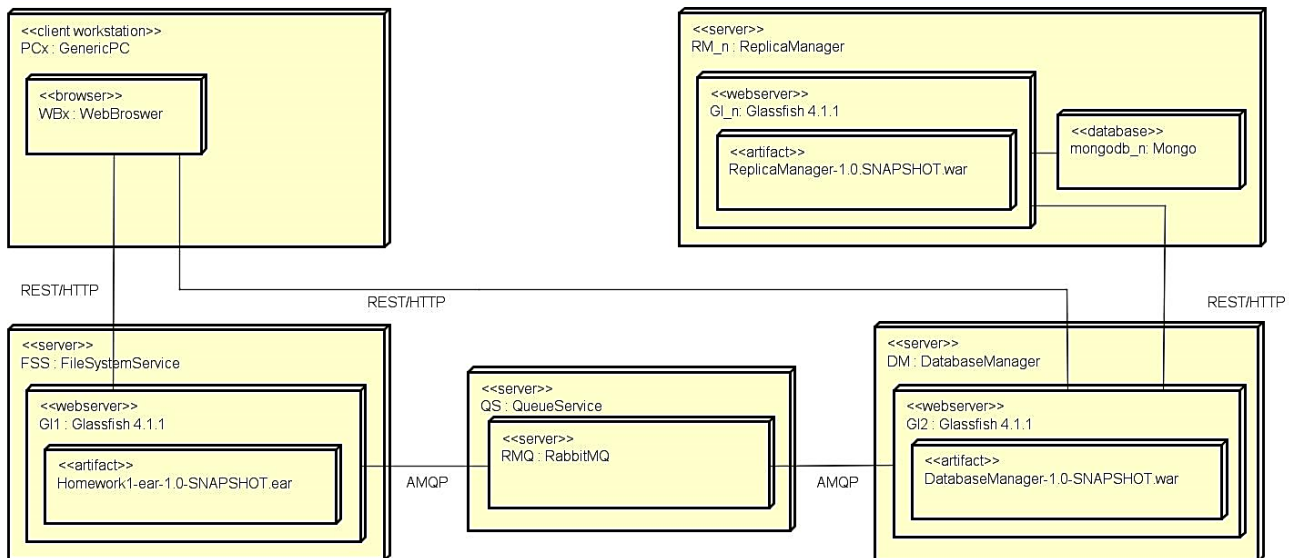 <<client workstation>>
PCx : GenericPC
<<browser>>
WBx : WebBroswer
<<server>>
RM_n : ReplicaManager
<<webserver>>
Gl_n: Glassfish 4.1.1
<<artifact>>
ReplicaManager-1.0.SNAPSHOT.war
<<database>>
mongodb_n: Mongo
REST/HTTP
REST/HTTP
REST/HTTP
<<server>>
FSS : FileSystemService
<<webserver>>
Gl1 : Glassfish 4.1.1
<<artifact>>
Homework1-ear-1.0-SNAPSHOT.ear
AMQP
<<server>>
QS : QueueService
<<server>>
RMQ : RabbitMQ
AMQP
<<server>>
DM : DatabaseManager
<<webserver>>
Gl2 : Glassfish 4.1.1
<<artifact>>
DatabaseManager-1.0-SNAPSHOT.war